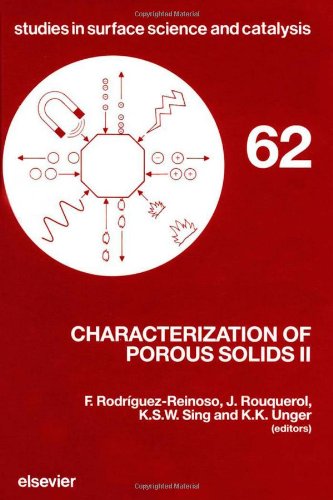 studies in surface science and catalysis
62
CHARACTERIZATION OF
POROUS SOLIDS II
F. Rodríguez-Reinoso, J. Rouquerol,
K.S.W. Sing and K.K. Unger
(editors)
elsevier